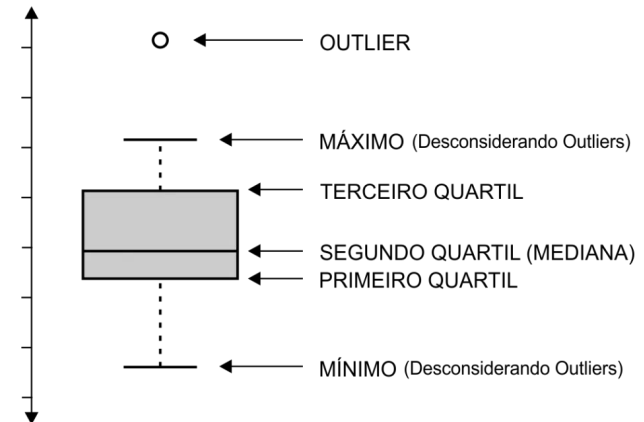 OUTLIER
MÁXIMO (Desconsiderando Outliers)
TERCEIRO QUARTIL
SEGUNDO QUARTIL (MEDIANA)
PRIMEIRO QUARTIL
MÍNIMO (Desconsiderando Outliers)